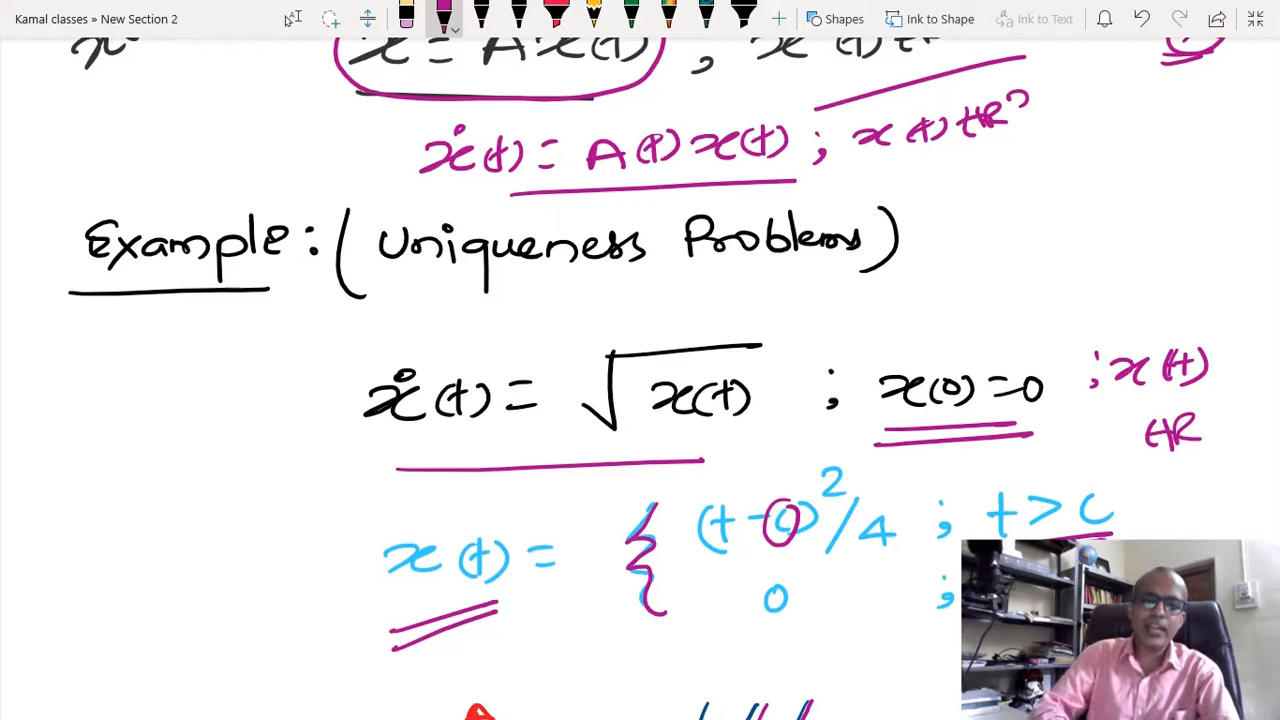 Kamal classes » New Section 2
Shapes
Ink to Shape
Ink to Text
ẋ = A x(t) ;
ẋ(t) = A(t) x(t) ; x(t) ∈ ℝⁿ
Example : ( Uniqueness Problems )
ẋ(t) = √x(t) ; x(0) = 0 ; x(t)
∈ ℝ
x(t) = { (t - c)²/4 ; t > c
0 ;